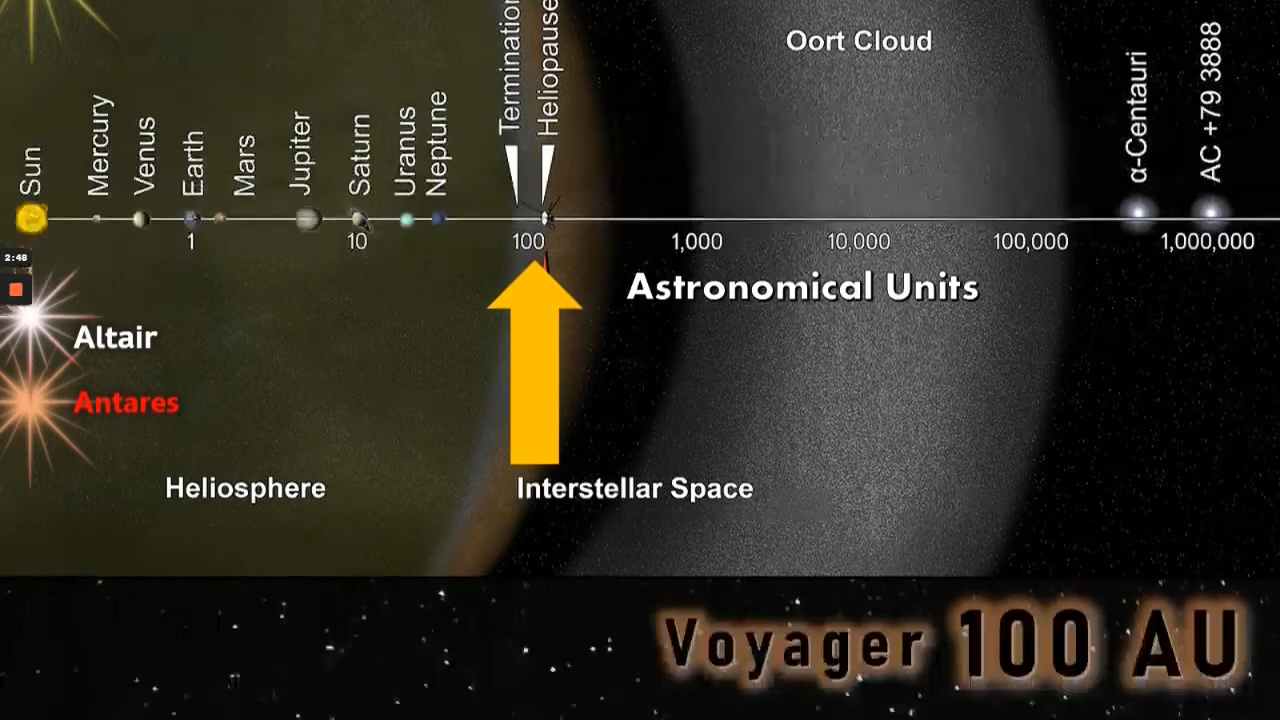 Oort Cloud
Sun
Mercury
Venus
Earth
Mars
Jupiter
Saturn
Uranus
Neptune
Termination
Heliopause
α-Centauri
AC +79 3888
1 10 100 1,000 10,000 100,000 1,000,000
2:48
Astronomical Units
Altair
Antares
Heliosphere
Interstellar Space
Voyager 100 AU